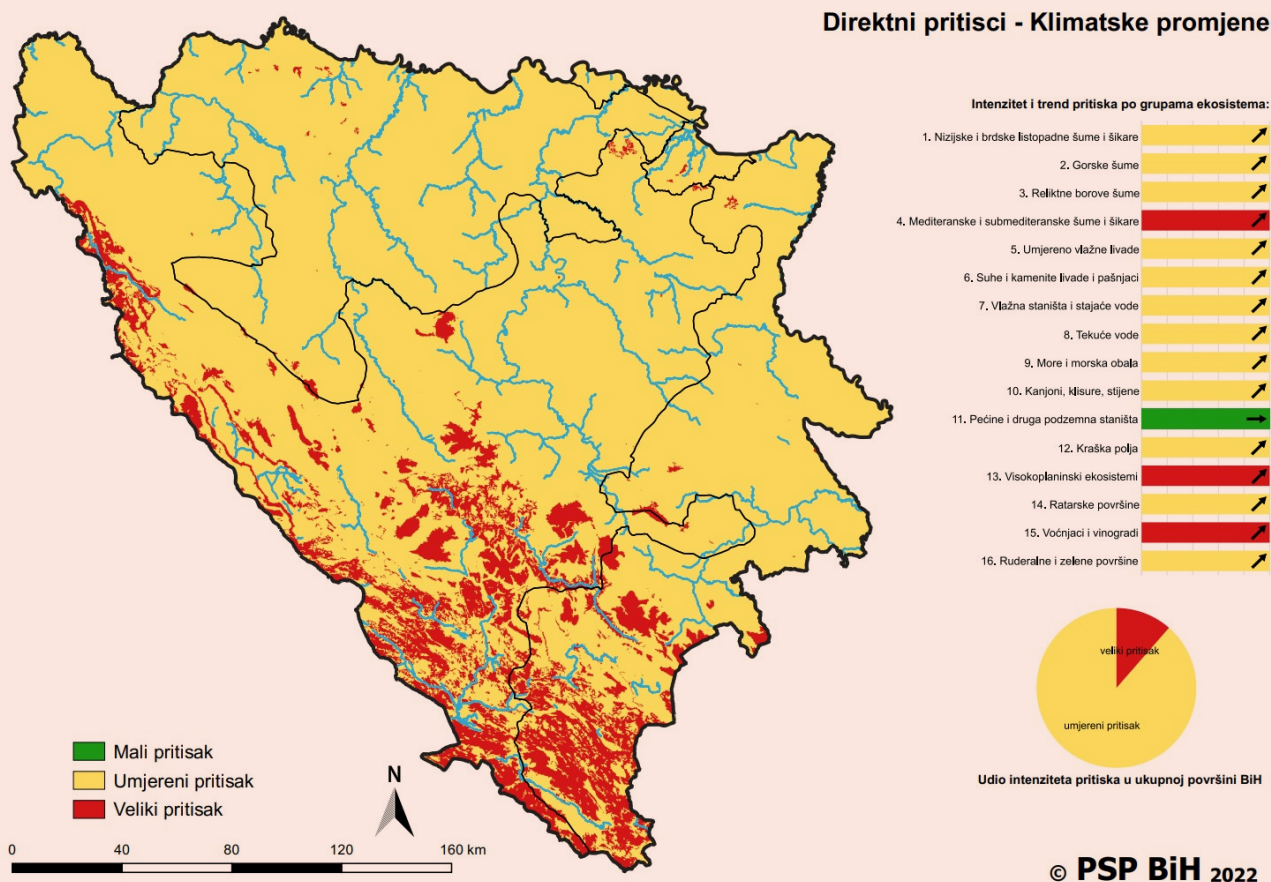 Direktni pritisci - Klimatske promjene
Intenzitet i trend pritiska po grupama ekosistema:
1. Nizijske i brdske listopadne šume i šikare
2. Gorske šume
3. Reliktne borove šume
4. Mediteranske i submediteranske šume i šikare
5. Umjereno vlažne livade
6. Suhe i kamenite livade i pašnjaci
7. Vlažna staništa i stajaće vode
8. Tekuće vode
9. More i morska obala
10. Kanjoni, klisure, stijene
11. Pećine i druga podzemna staništa
12. Kraška polja
13. Visokoplaninski ekosistemi
14. Ratarske površine
15. Voćnjaci i vinogradi
16. Ruderalne i zelene površine
veliki pritisak
umjereni pritisak
Udio intenziteta pritiska u ukupnoj površini BiH
Mali pritisak
Umjereni pritisak
Veliki pritisak
N
0 40 80 120 160 km
© PSP BiH 2022